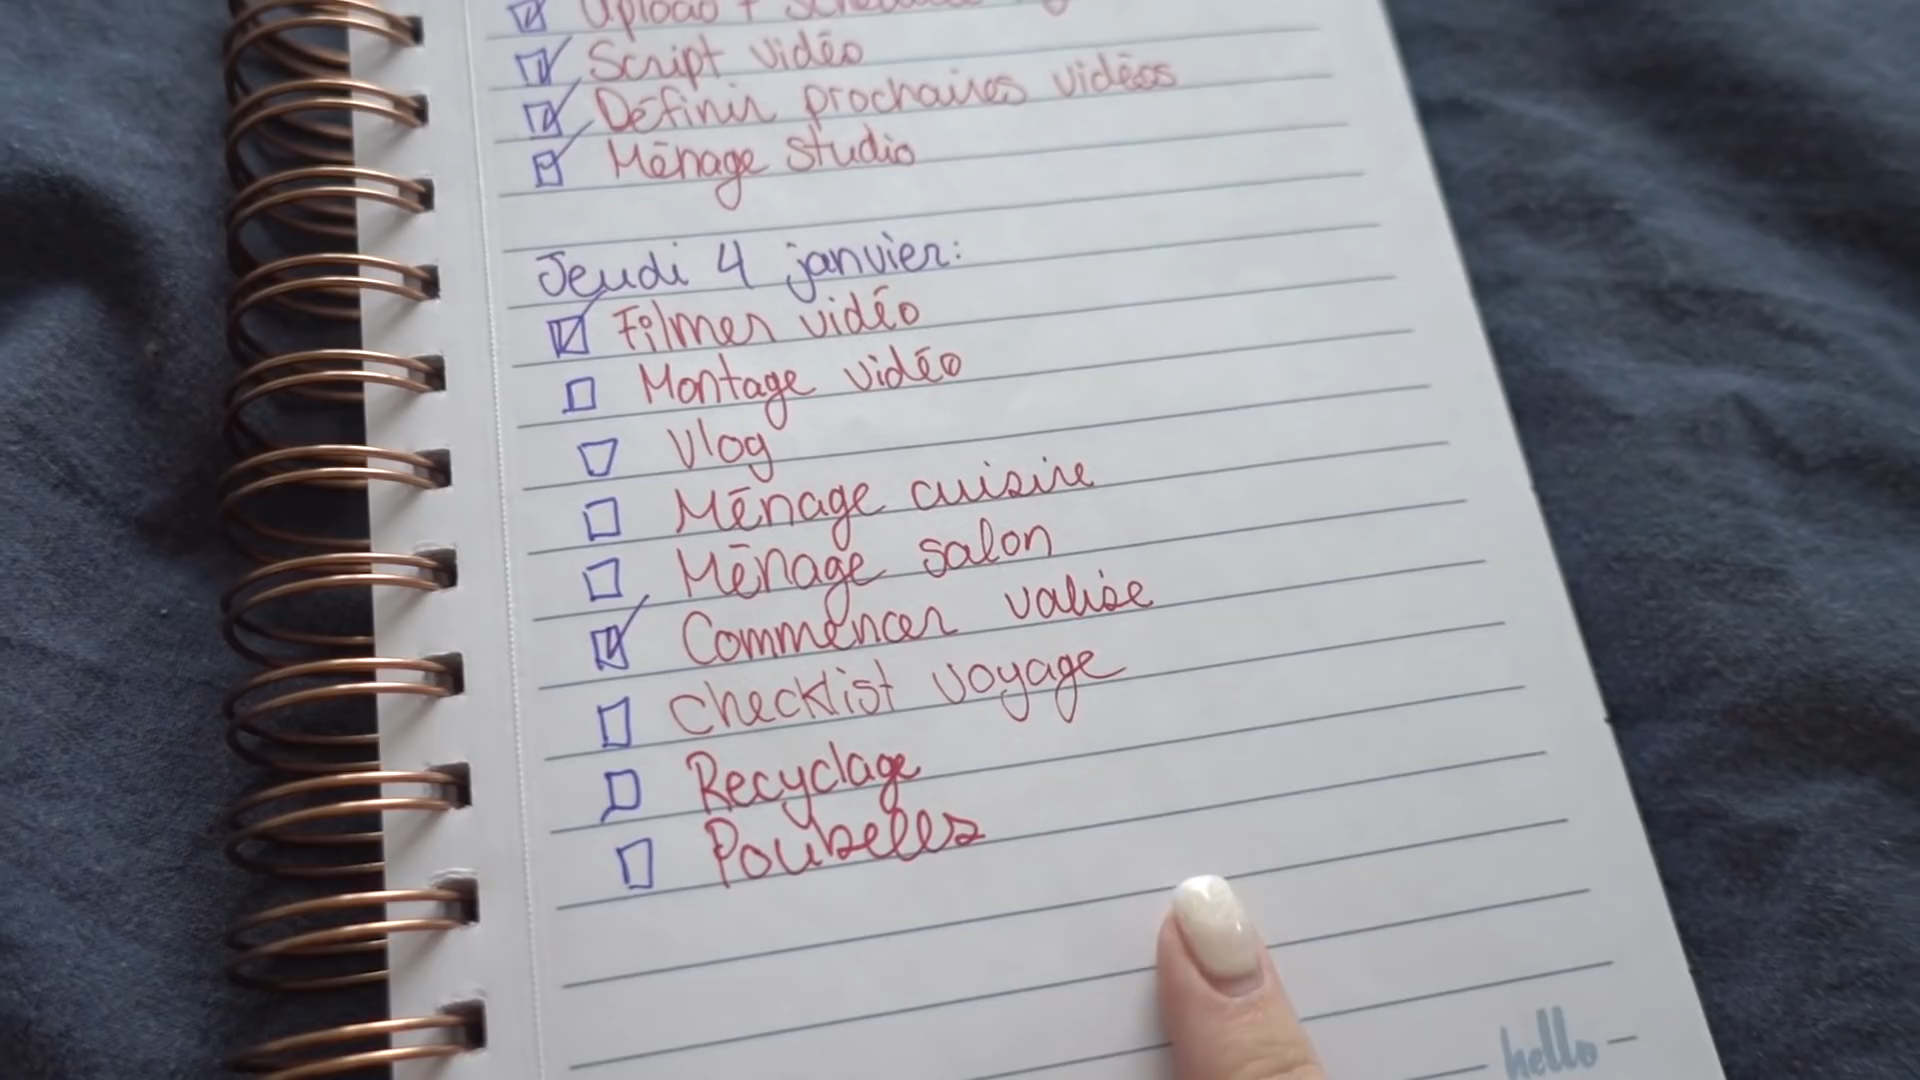 Upload +
Script vidéo
Définir prochaines vidéos
Ménage studio
Jeudi 4 janvier:
Filmer vidéo
Montage vidéo
Vlog
Ménage cuisine
Ménage salon
Commencer valise
Checklist voyage
Recyclage
Poubelles
hello